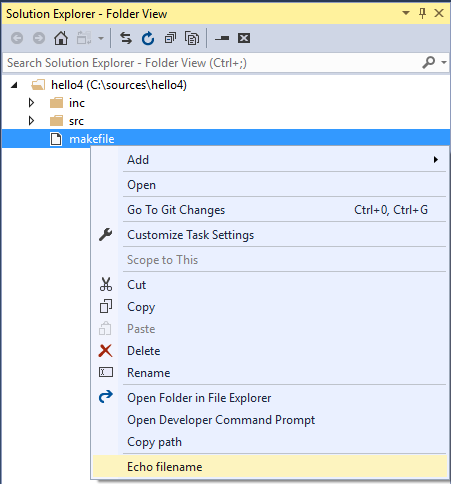 Solution Explorer - Folder View
Search Solution Explorer - Folder View (Ctrl+;)
hello4 (C:\sources\hello4)
inc
src
makefile
Add
Open
Go To Git Changes Ctrl+0, Ctrl+G
Customize Task Settings
Scope to This
Cut
Copy
Paste
Delete
Rename
Open Folder in File Explorer
Open Developer Command Prompt
Copy path
Echo filename